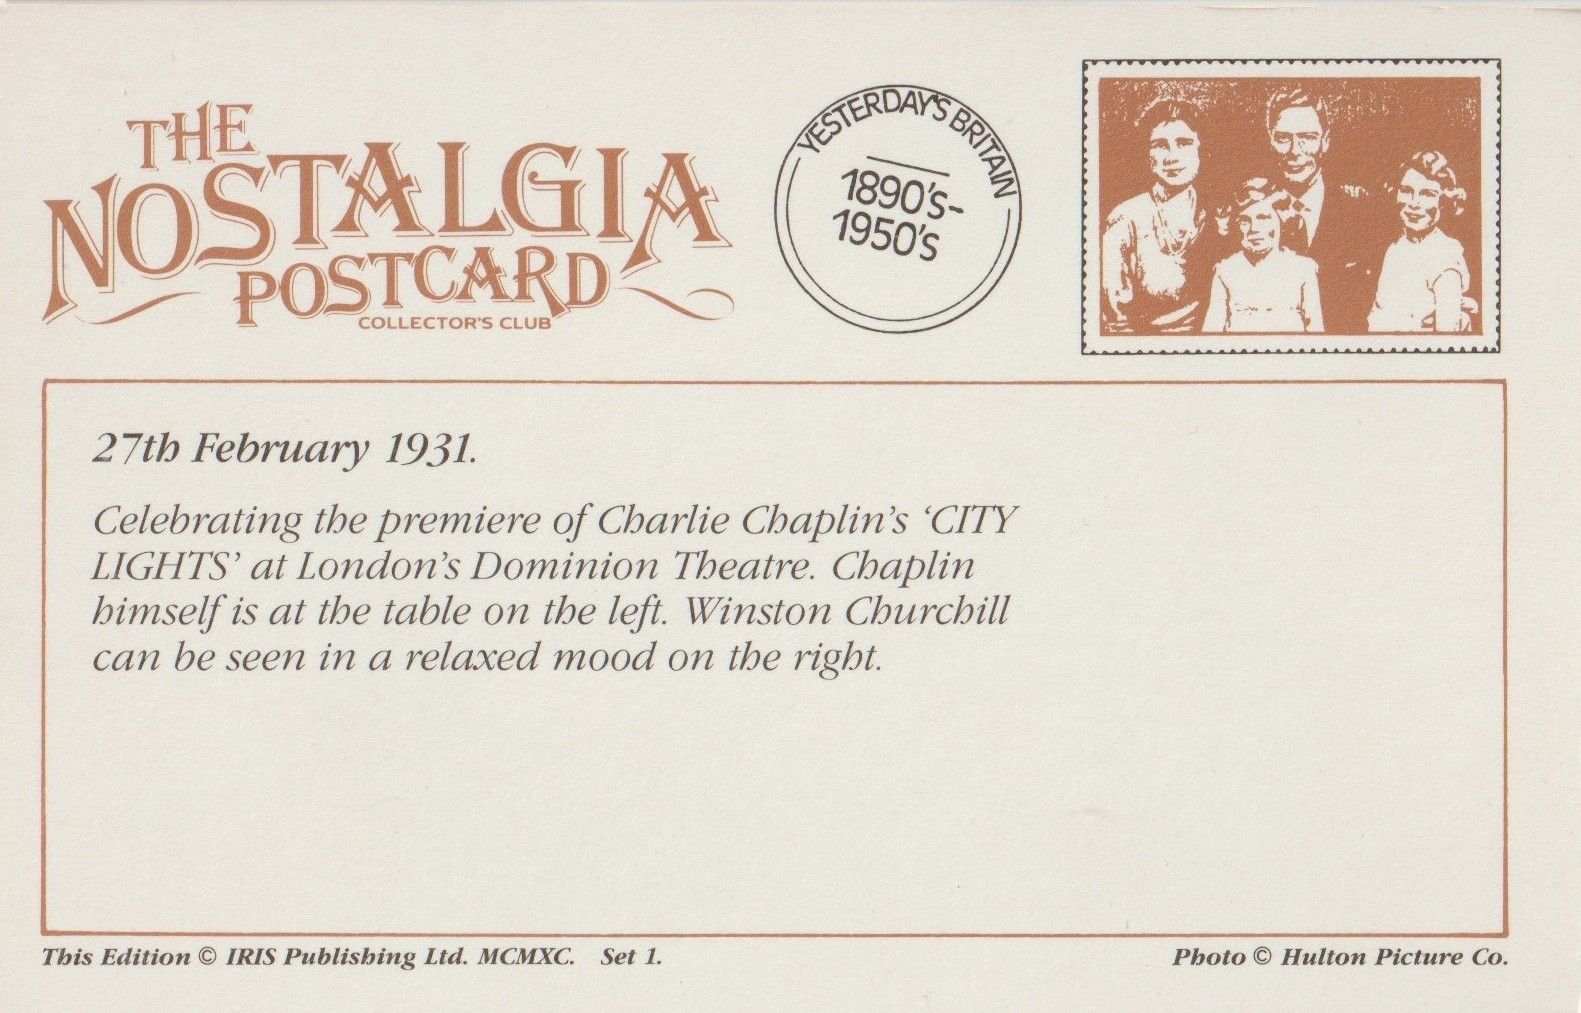 THE
NOSTALGIA
POSTCARD
COLLECTOR'S CLUB
YESTERDAY'S BRITAIN
1890's-
1950's
27th February 1931.
Celebrating the premiere of Charlie Chaplin's ‘CITY
LIGHTS’ at London's Dominion Theatre. Chaplin
himself is at the table on the left. Winston Churchill
can be seen in a relaxed mood on the right.
This Edition © IRIS Publishing Ltd. MCMXC. Set 1.
Photo © Hulton Picture Co.